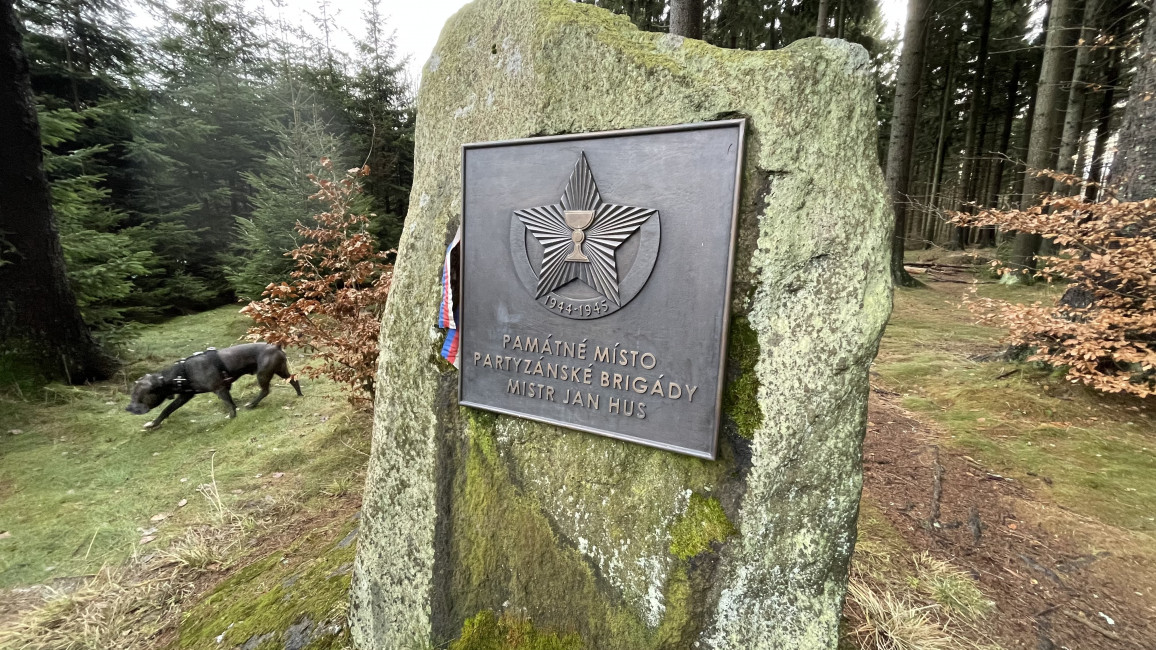 1944-1945
PAMÁTNÉ MÍSTO
PARTYZÁNSKÉ BRIGÁDY
MISTR JAN HUS